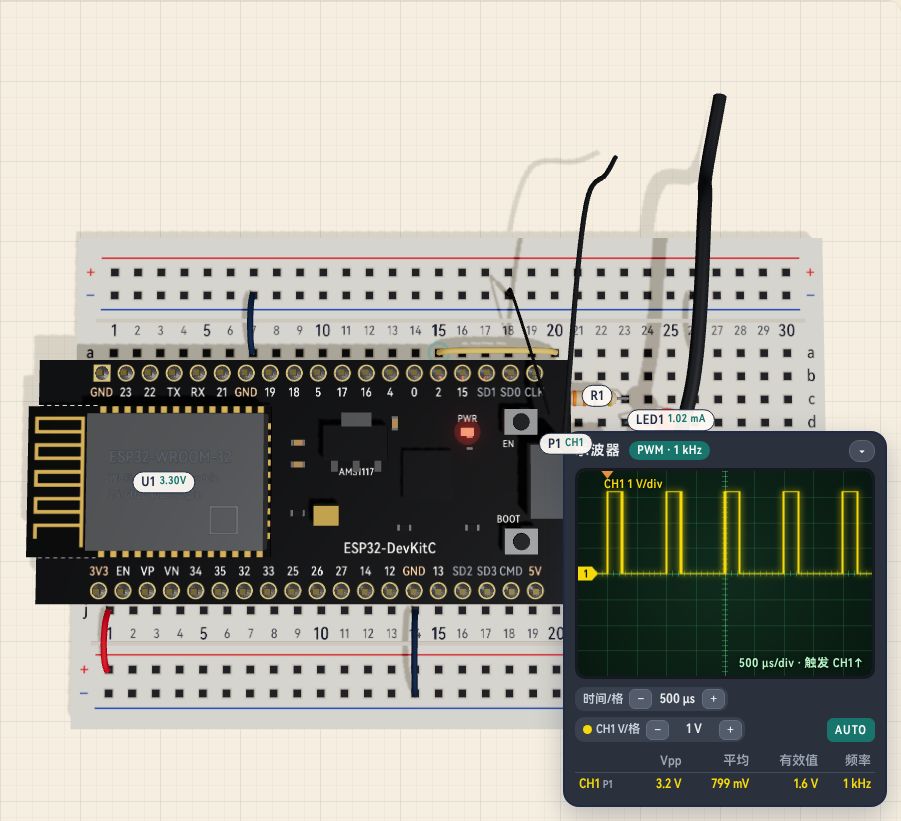 + +
− −
1 2 3 4 5 6 7 8 9 10 11 12 13 14 15 16 17 18 19 20 21 22 23 24 25 27 28 29 30
a a
b
GND 23 22 TX RX 21 GND 19 18 5 17 16 4 0 2 15 SD1 SD0 CLK
R1 c
LED1 1.02 mA d
PWR
EN
P1 CH1
波器 PWM · 1 kHz
ESP32-WROOM-32
AMS1117
U1 3.30V
CH1 1 V/div
BOOT
ESP32-DevKitC
1
3V3 EN VP VN 34 35 32 33 25 26 27 14 12 GND 13 SD2 SD3 CMD 5V
j
1 2 3 4 5 6 7 8 9 10 11 12 13 14 15 16 17 18 19 20
500 µs/div · 触发 CH1↑
+
−
时间/格 − 500 µs +
CH1 V/格 − 1 V + AUTO
Vpp 平均 有效值 频率
CH1 P1 3.2 V 799 mV 1.6 V 1 kHz